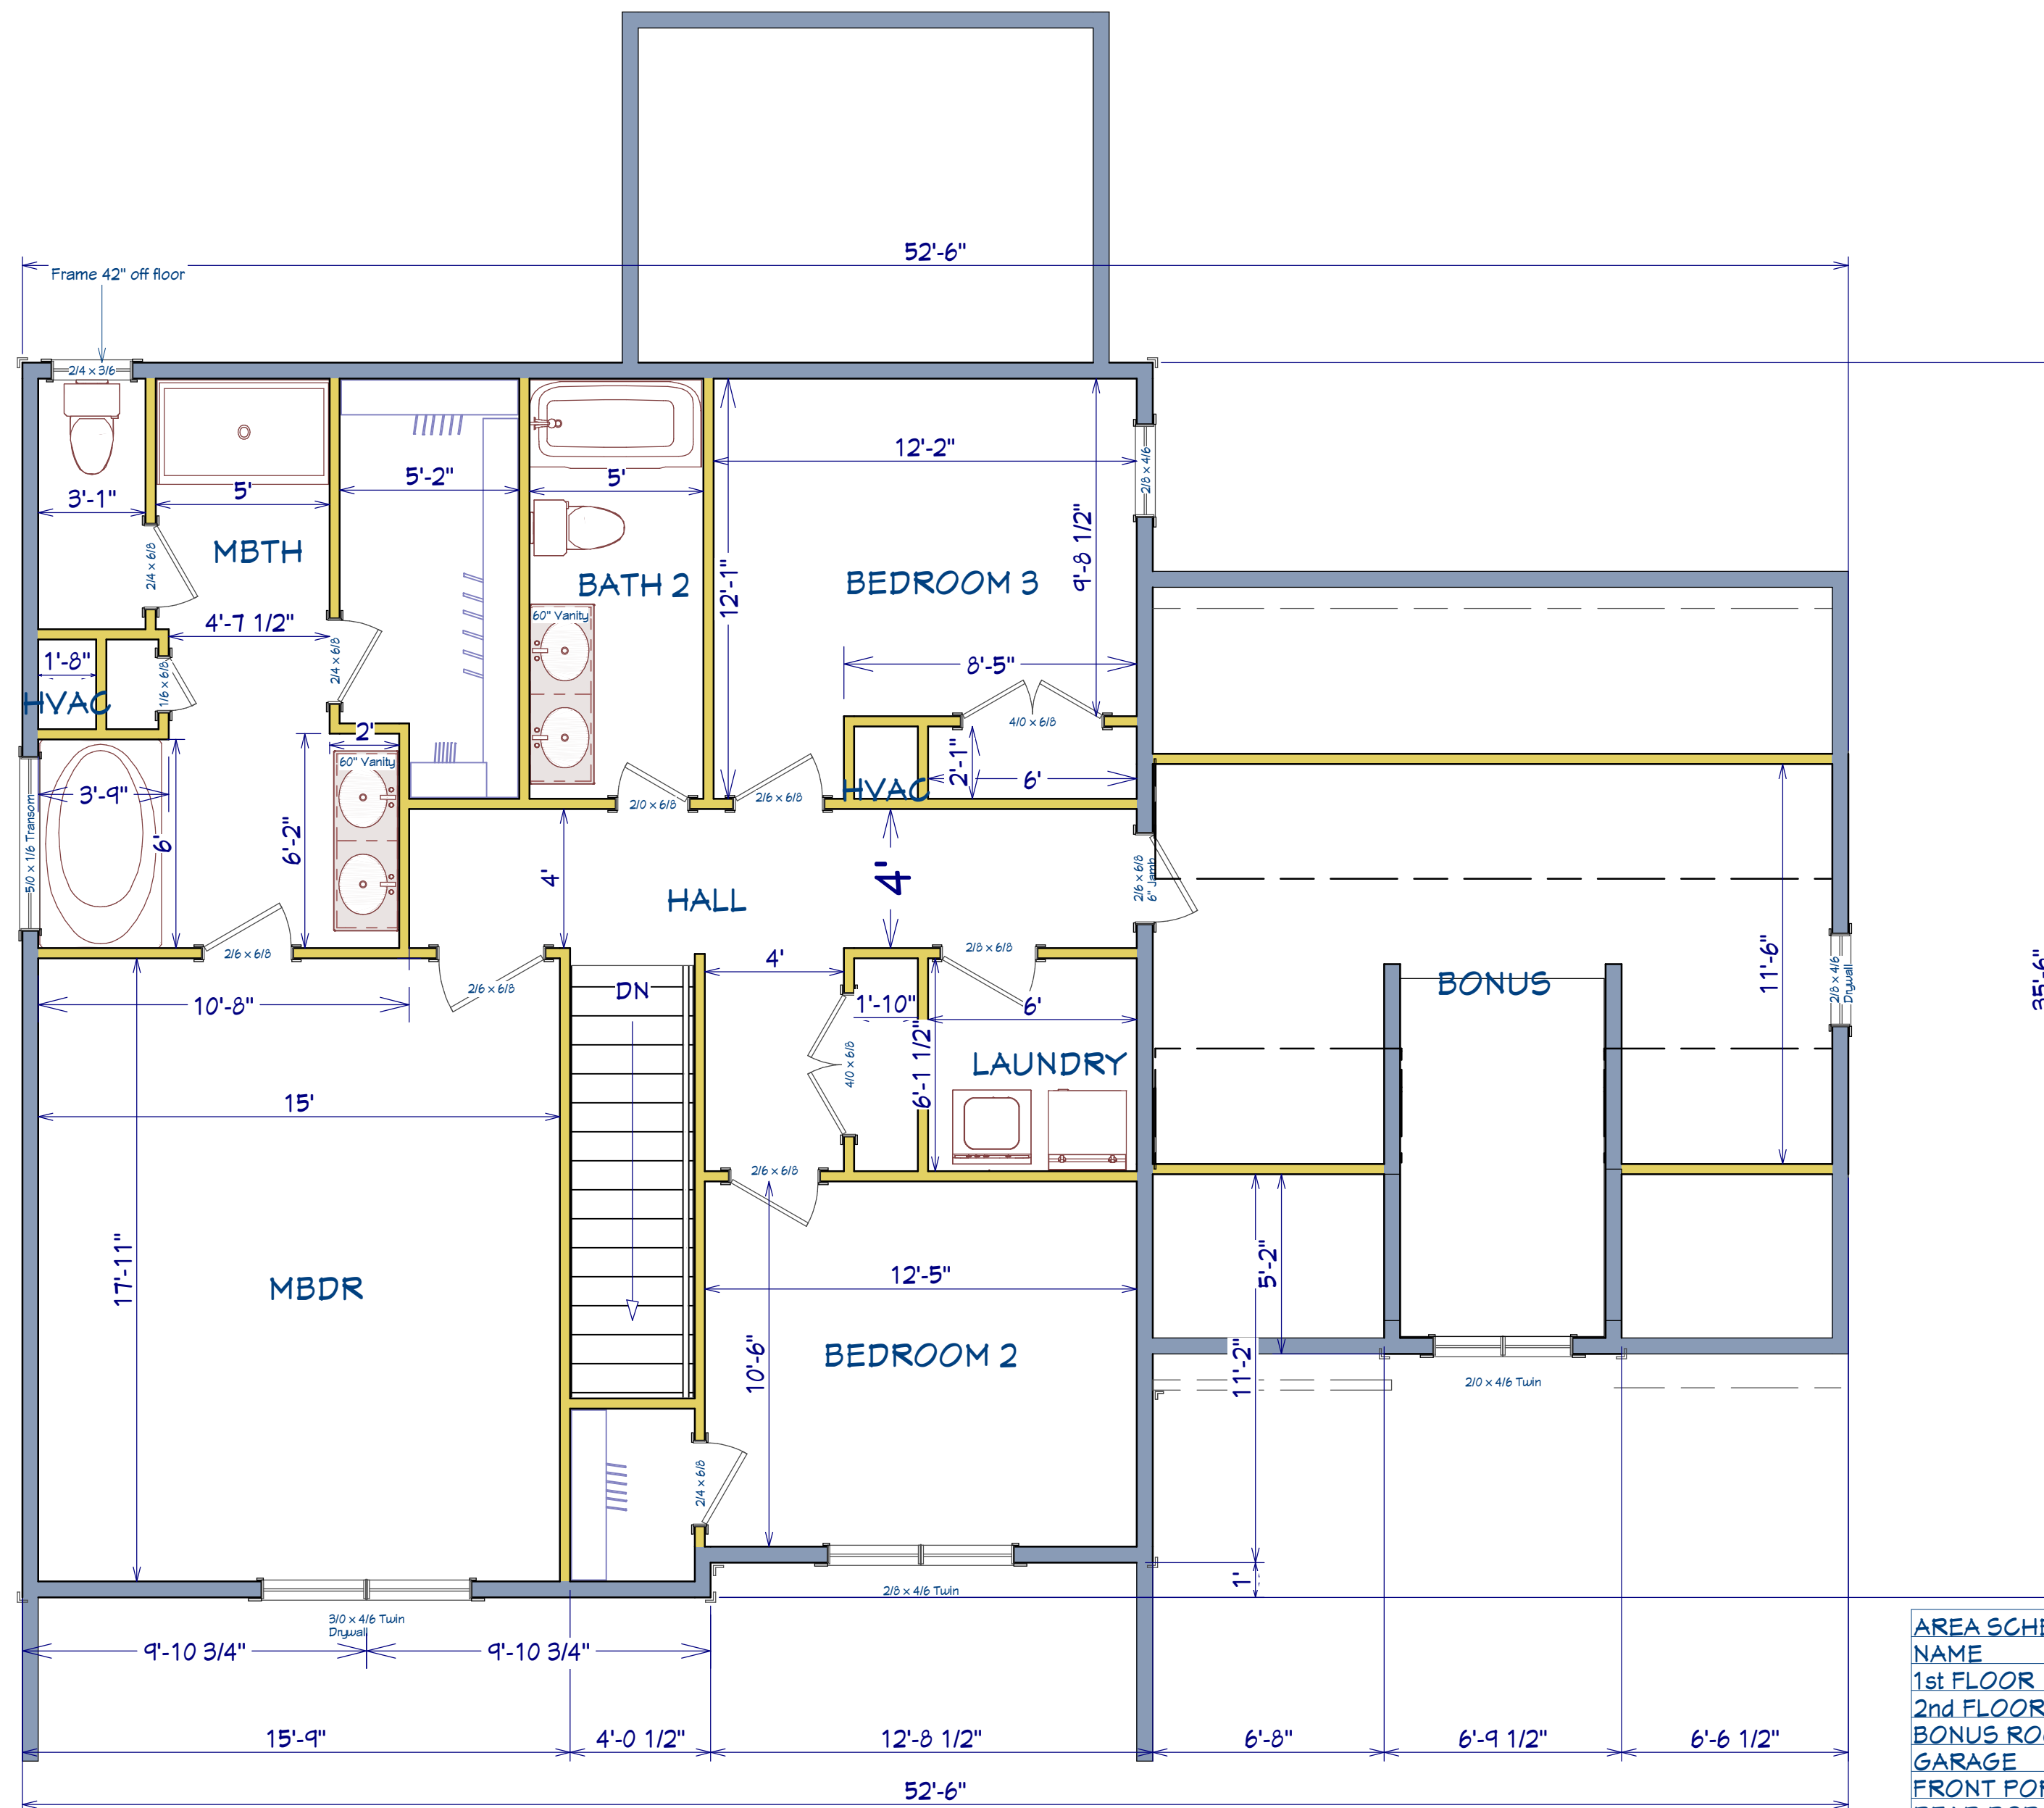 52'-6"
Frame 42" off floor
2/4 x 3/6
12'-2"
2/8 x 4/6
5'-2"
5'
3'-1"
5'
9'-8 1/2"
MBTH
2/4 x 6/8
BATH 2
BEDROOM 3
12'-1"
60" Vanity
4'-7 1/2"
2/4 x 6/8
1'-8"
1/6 x 6/8
8'-5"
HVAC
4/0 x 6/8
2'
60" Vanity
2'-1"
6'
HVAC
3'-9"
2/0 x 6/8
2/6 x 6/8
5/0 x 1/6 Transom
6'
6'-2"
4'
4'
2/6 x 6/8
6" Jamb
HALL
2/6 x 6/8
2/8 x 6/8
4'
11'-6"
BONUS
2/8 x 4/6
Drywall
35'-6"
2/6 x 6/8
DN
10'-8"
1'-10"
6'
6'-1 1/2"
4/0 x 6/8
LAUNDRY
15'
2/6 x 6/8
17'-11"
MBDR
12'-5"
5'-2"
10'-6"
BEDROOM 2
11'-2"
2/0 x 4/6 Twin
2/4 x 6/8
1'
2/8 x 4/6 Twin
3/0 x 4/6 Twin
Drywall
9'-10 3/4"
9'-10 3/4"
AREA SCHE
NAME
1st FLOOR
2nd FLOOR
BONUS ROO
GARAGE
FRONT POR
15'-9"
4'-0 1/2"
12'-8 1/2"
6'-8"
6'-9 1/2"
6'-6 1/2"
52'-6"